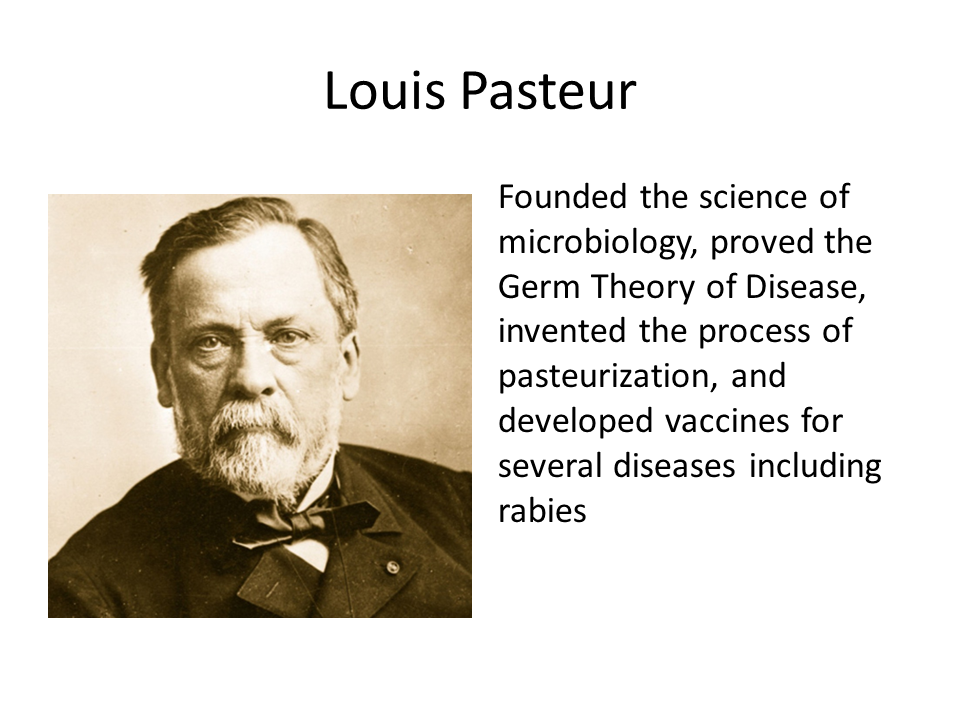 Louis Pasteur
Founded the science of
microbiology, proved the
Germ Theory of Disease,
invented the process of
pasteurization, and
developed vaccines for
several diseases including
rabies